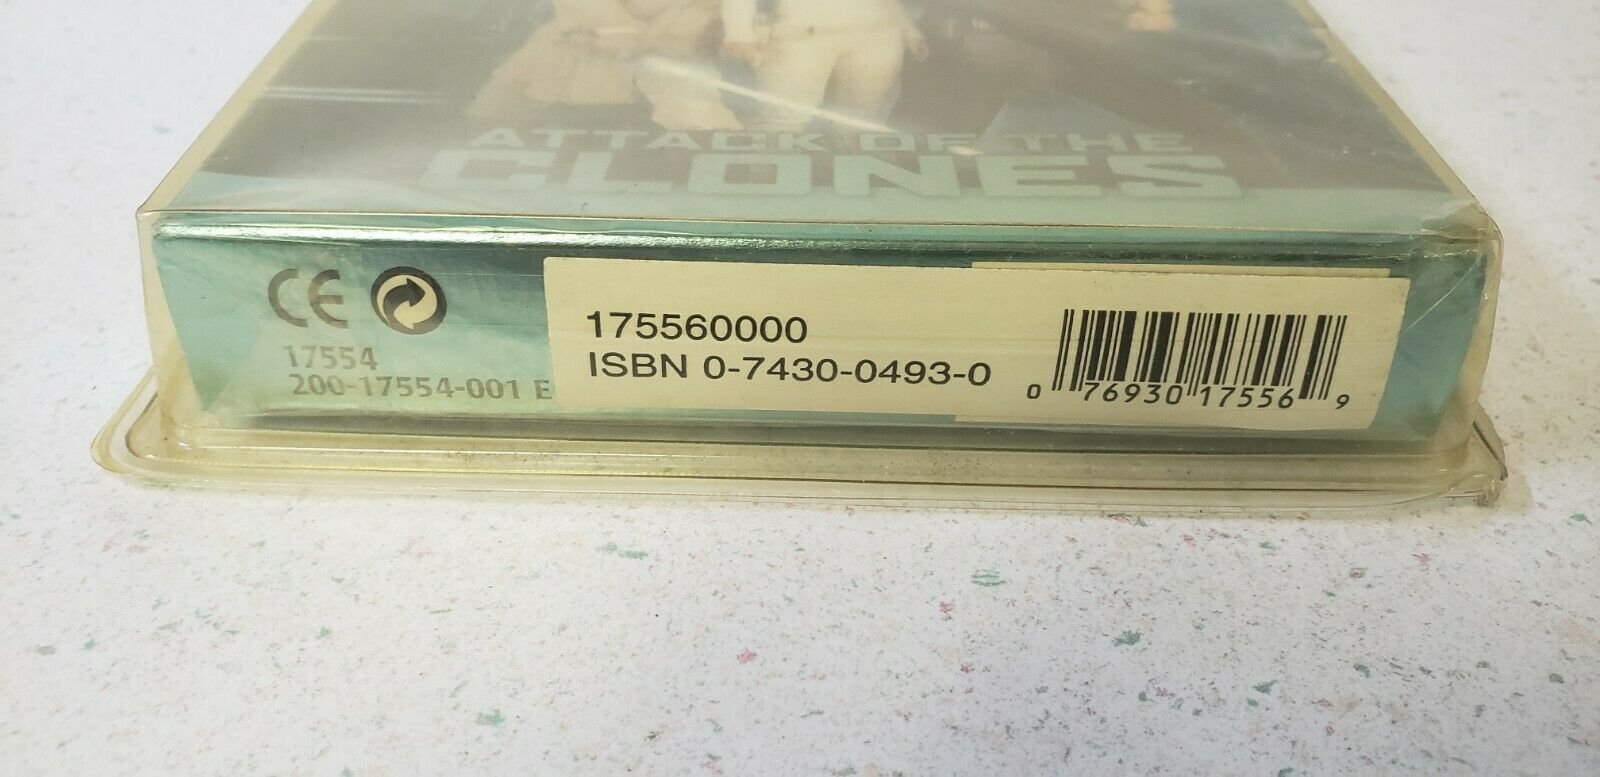 ATTACK OF THE
CLONES
CE
17554
200-17554-001 E
175560000
ISBN 0-7430-0493-0
0 76930 17556 9